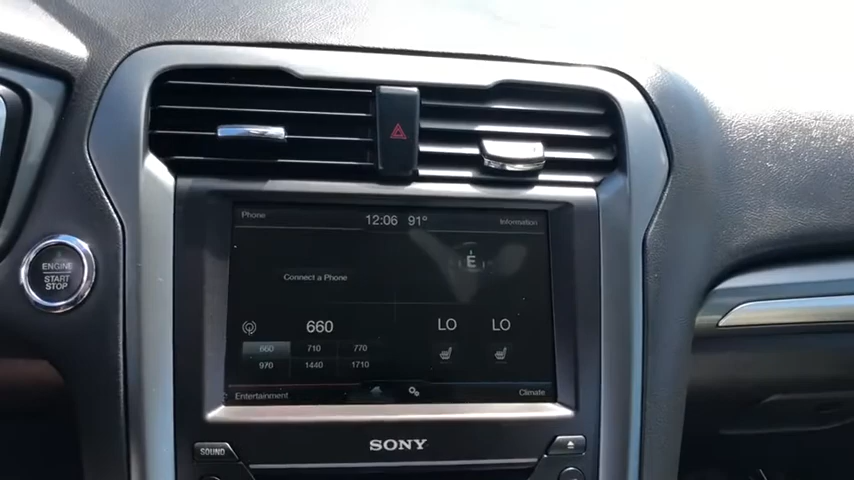 Phone 12:06 91° Information
E
Connect a Phone
ENGINE
START
STOP
660 LO LO
660 710 770
970 1440 1710
Entertainment Climate
SONY
SOUND